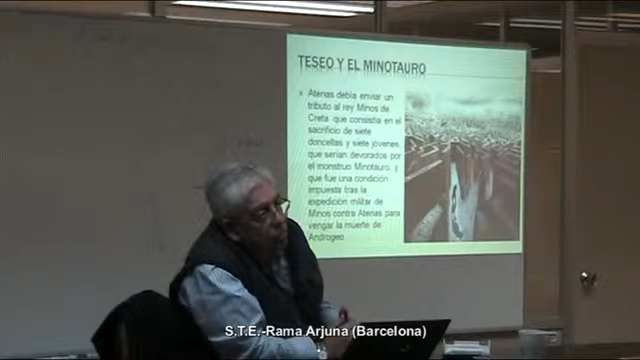 TESEO Y EL MINOTAURO
Atenas debía enviar un
tributo al rey Minos de
Creta que consistía en el
sacrificio de siete
doncellas y siete jóvenes,
que serían devorados por
el monstruo Minotauro, y
que fue una condición
impuesta tras la
expedición militar de
Minos contra Atenas para
vengar la muerte de
Androgeo
S.T.E.-Rama Arjuna (Barcelona)